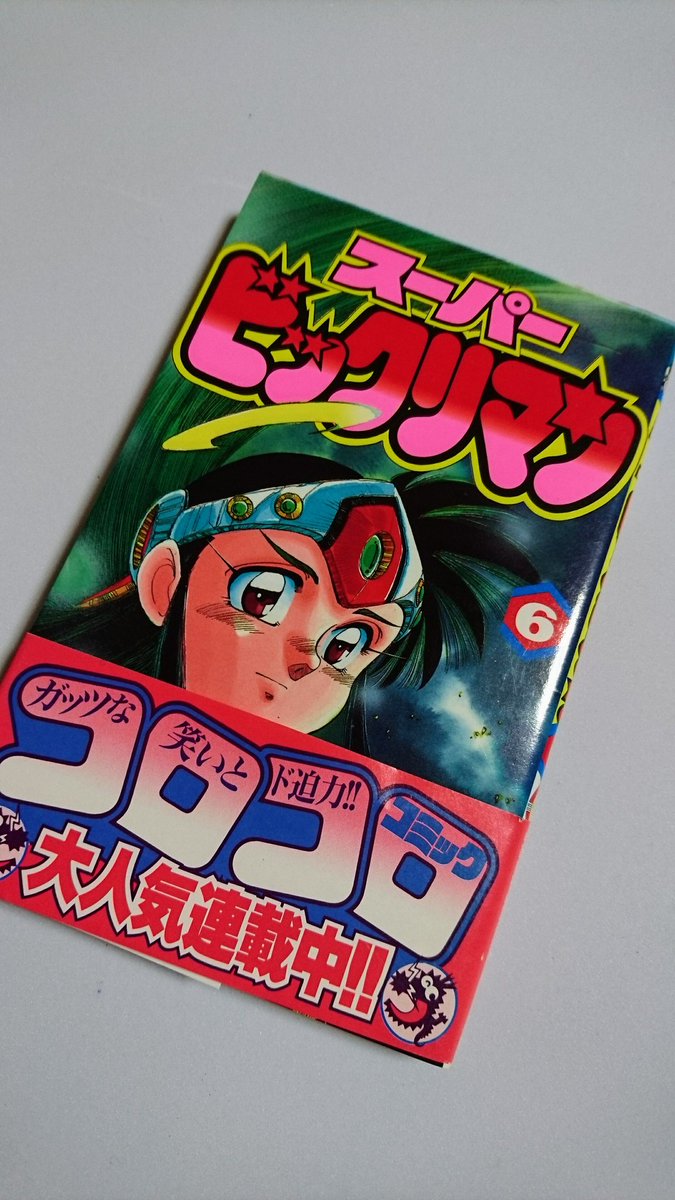 スーパー
ビックリマン
6
ガッツな
笑いと
ド迫力!!
コロコロ
コミック
大人気連載中!!